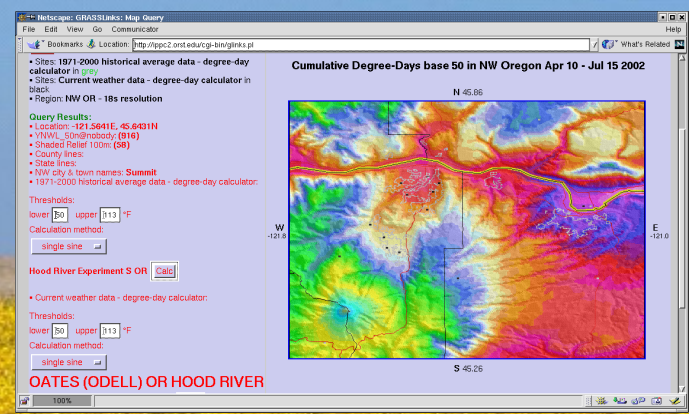 Netscape: GRASSLinks: Map Query
File Edit View Go Communicator Help
Bookmarks Location: http://ippc2.orst.edu/cgi-bin/glinks.pl What's Related
• Sites: 1971-2000 historical average data - degree-day
calculator in grey
• Sites: Current weather data - degree-day calculator in
black
• Region: NW OR - 18s resolution
Query Results:
• Location: -121.5641E, 45.6431N
• YNWL_S0n@nobody: (916)
• Shaded Relief 100m: (58)
• County lines:
• State lines:
• NW city & town names: Summit
• 1971-2000 historical average data - degree-day calculator:
Thresholds:
lower 50 upper 113 °F
Calculation method:
single sine
Hood River Experiment S OR Calc
• Current weather data - degree-day calculator:
Thresholds:
lower 50 upper 113 °F
Calculation method:
single sine
OATES (ODELL) OR HOOD RIVER
Cumulative Degree-Days base 50 in NW Oregon Apr 10 - Jul 15 2002
N 45.86
W
-121.8
E
-121.0
S 45.26
100%